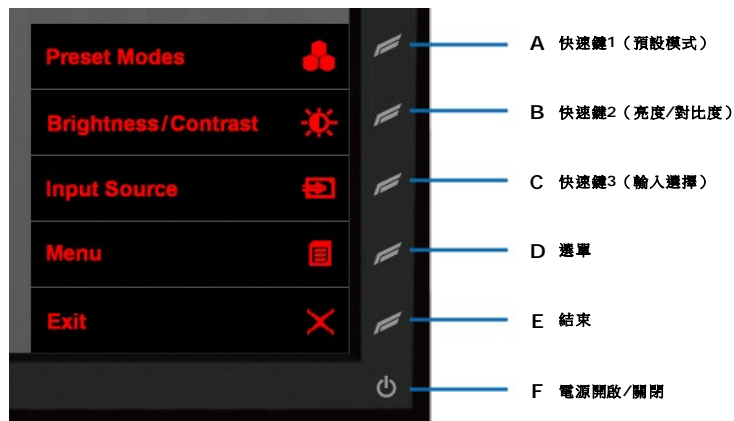 Preset Modes
A 快速鍵1（預設模式）
Brightness/Contrast
B 快速鍵2（亮度/對比度）
Input Source
C 快速鍵3（輸入選擇）
Menu
D 選單
Exit
E 結束
F 電源開啟/關閉